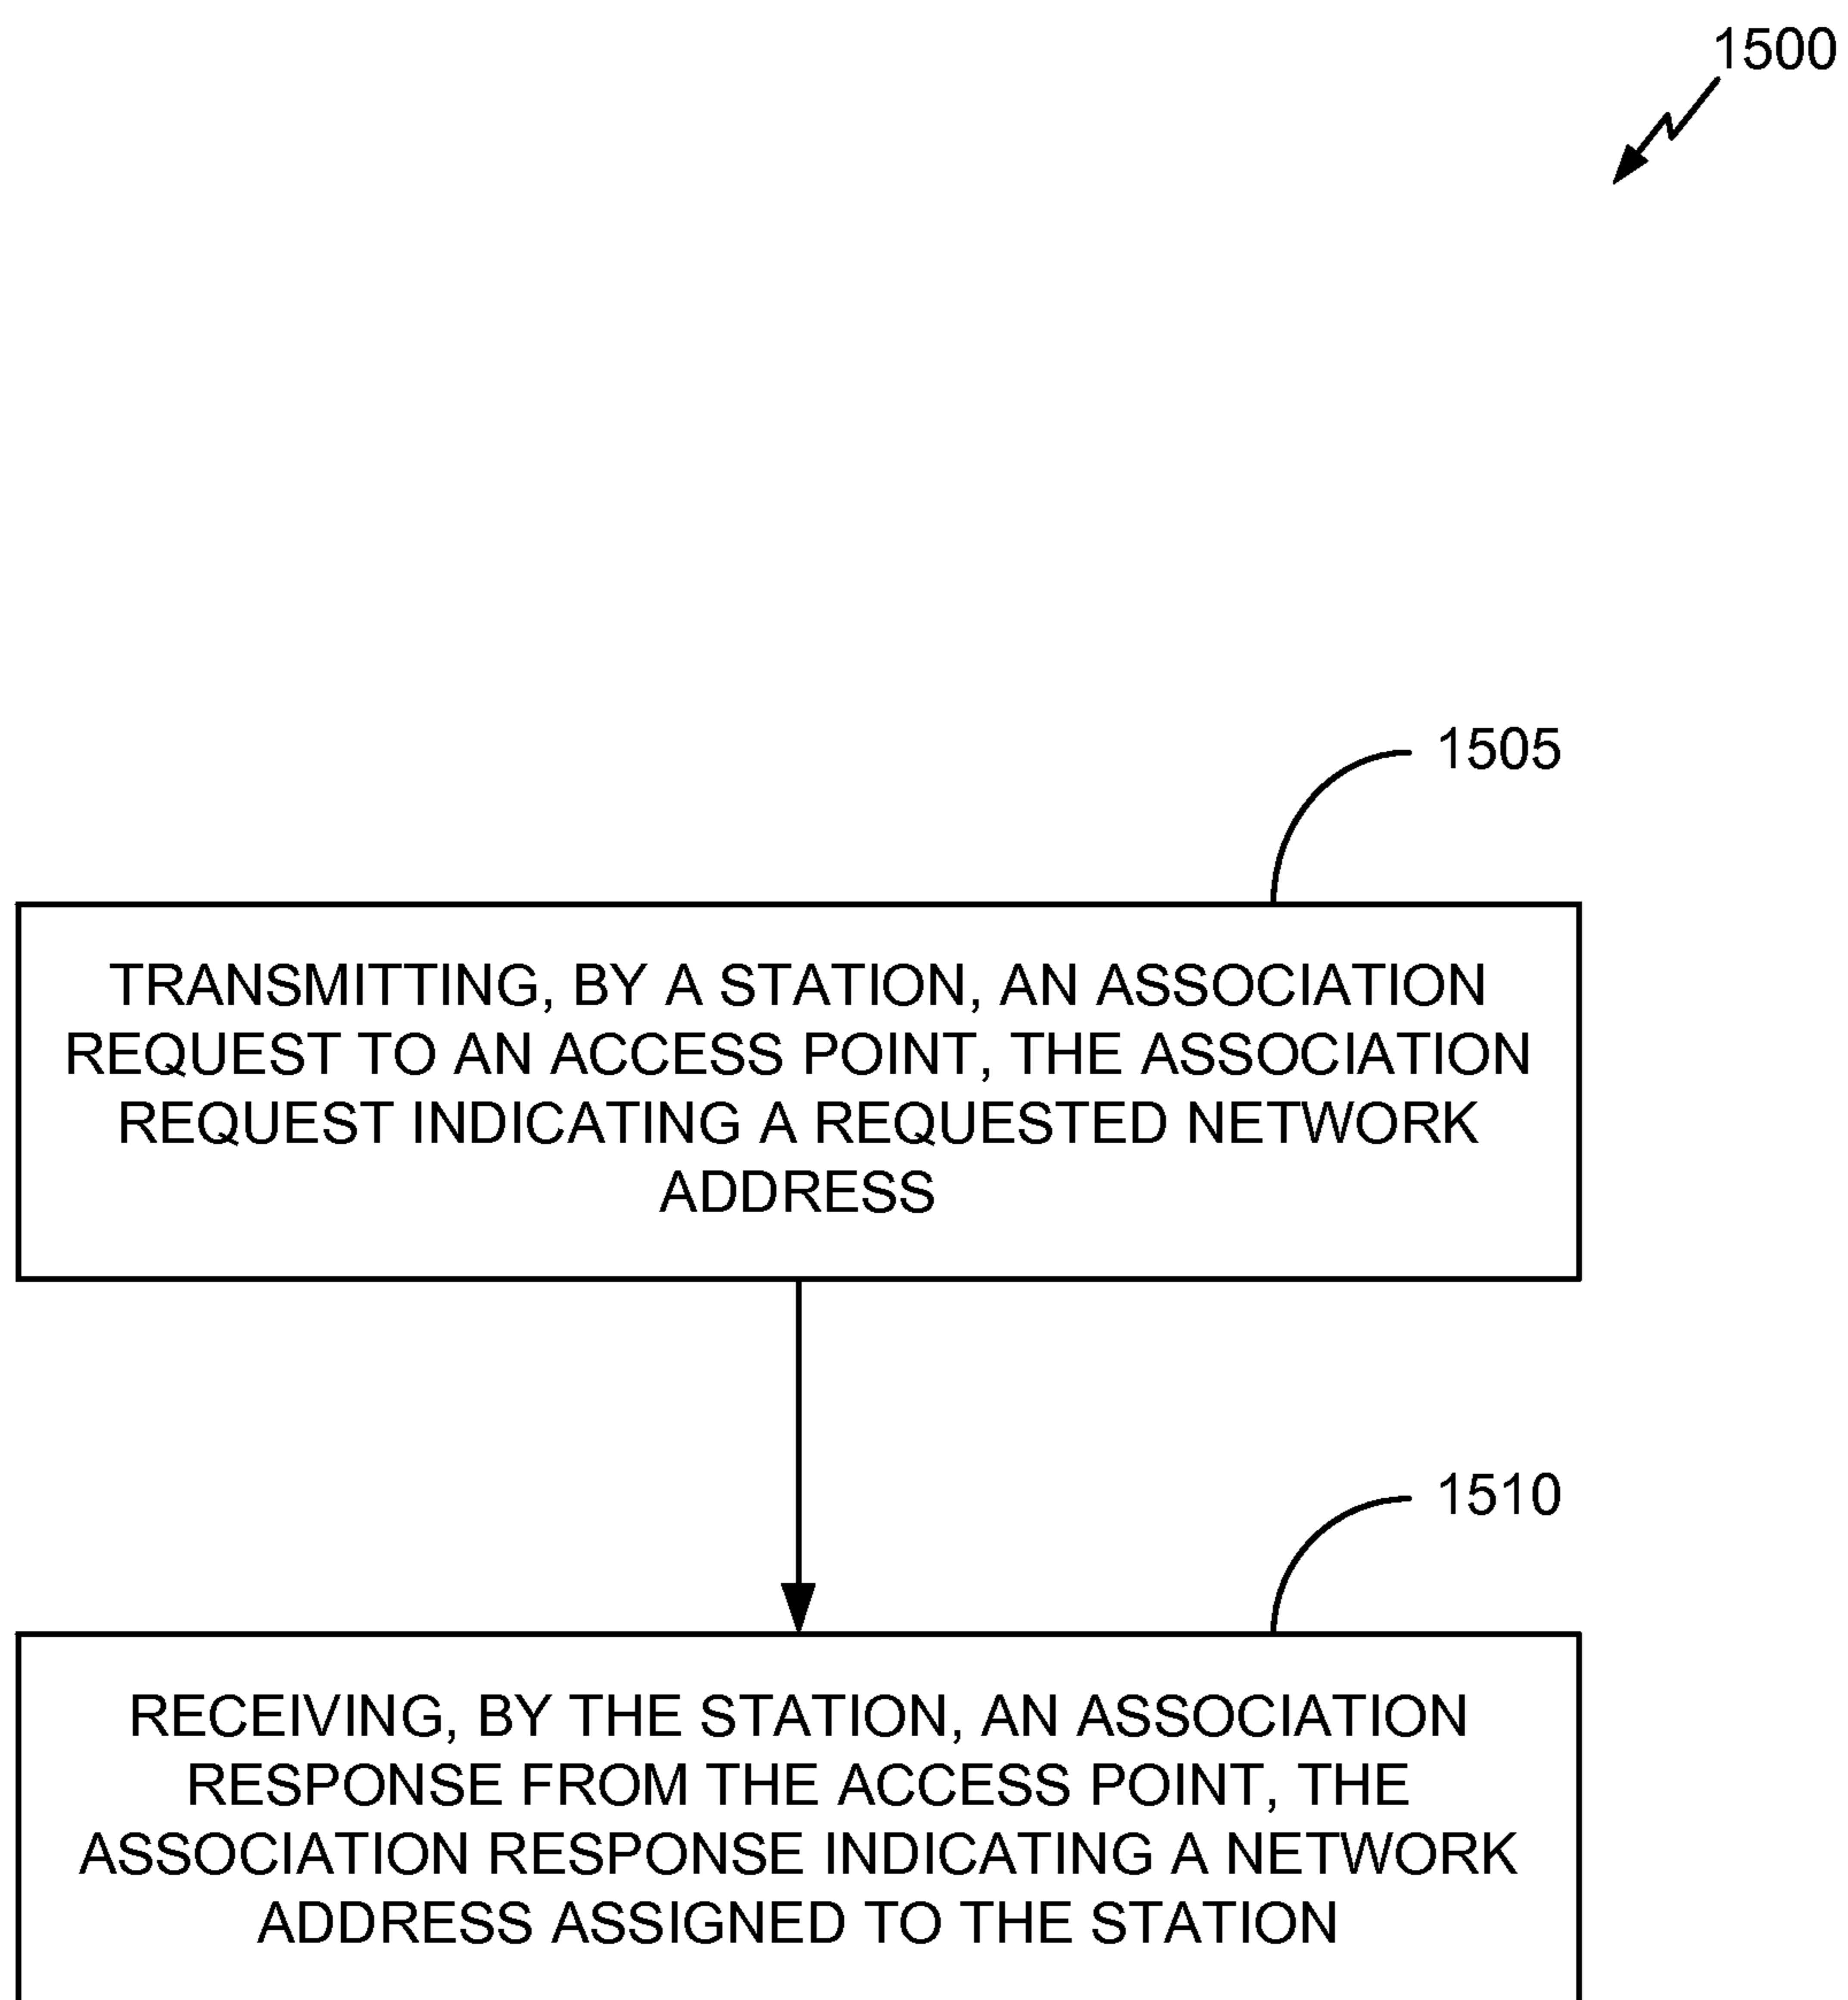 1500
1505
TRANSMITTING, BY A STATION, AN ASSOCIATION
REQUEST TO AN ACCESS POINT, THE ASSOCIATION
REQUEST INDICATING A REQUESTED NETWORK
ADDRESS
1510
RECEIVING, BY THE STATION, AN ASSOCIATION
RESPONSE FROM THE ACCESS POINT, THE
ASSOCIATION RESPONSE INDICATING A NETWORK
ADDRESS ASSIGNED TO THE STATION